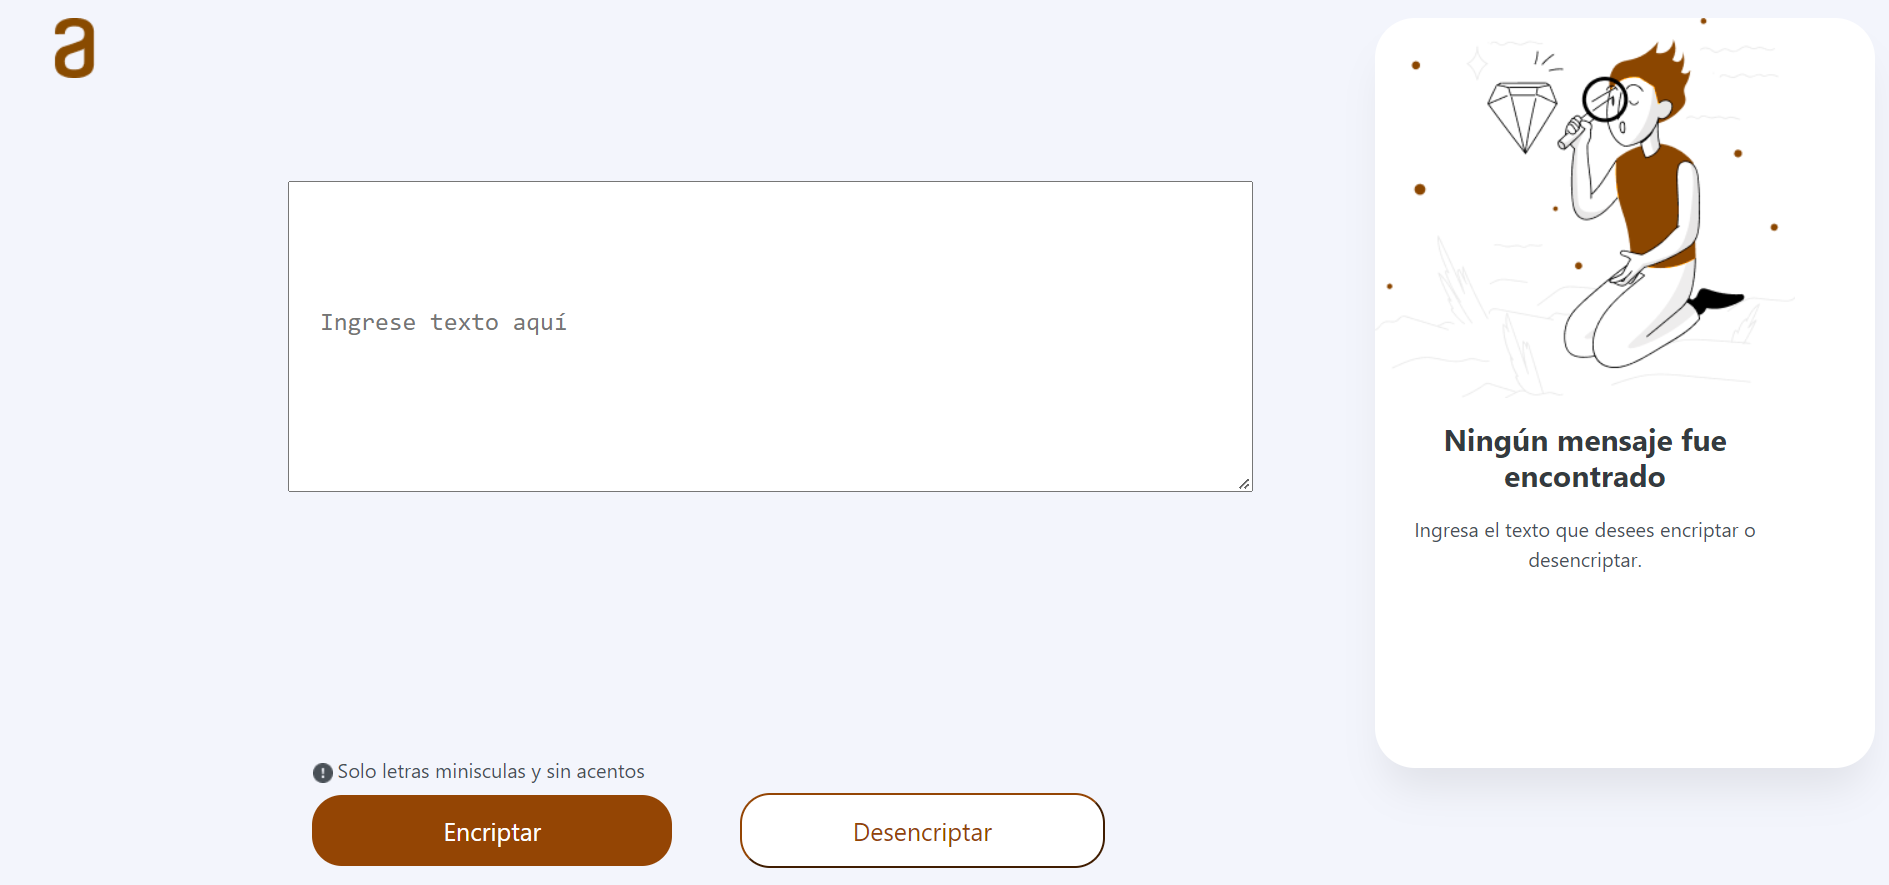 a
Ingrese texto aquí
Solo letras minisculas y sin acentos
Encriptar
Desencriptar
Ningún mensaje fue
encontrado
Ingresa el texto que desees encriptar o
desencriptar.